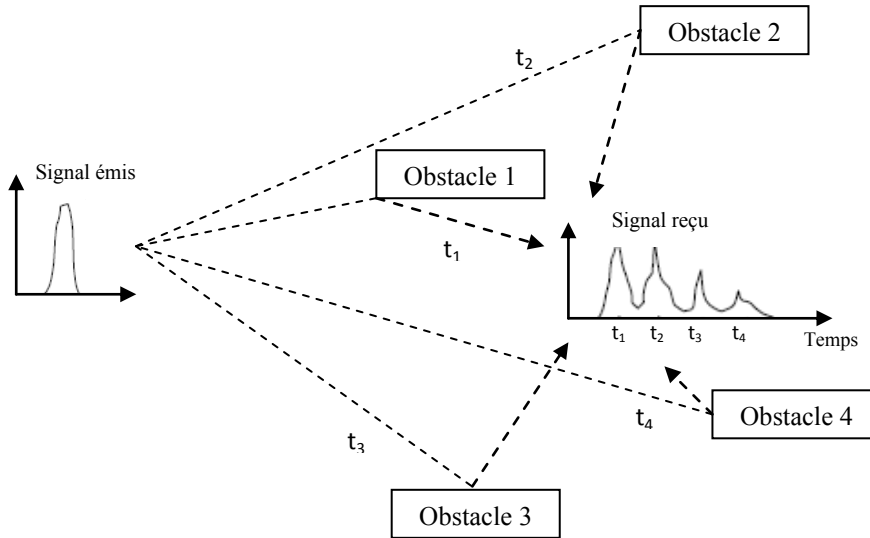 Obstacle 2
t₂
Signal émis
Obstacle 1
Signal reçu
t₁
t₁ t₂ t₃ t₄
Temps
t₃
t₄
Obstacle 4
Obstacle 3